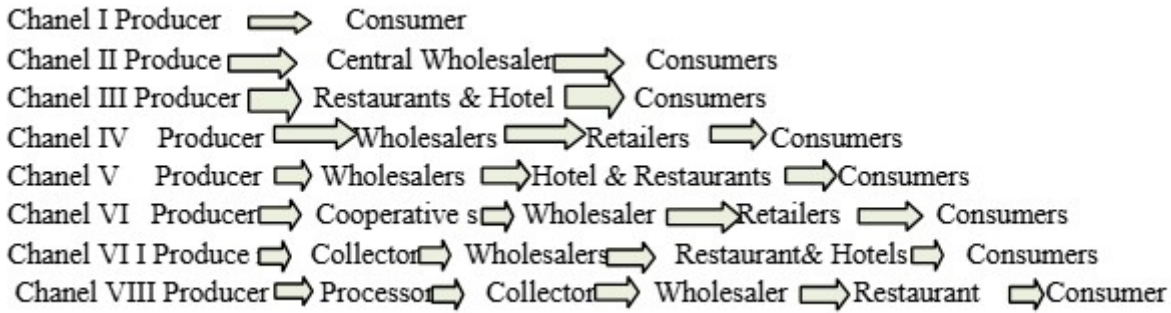 Chanel I Producer Consumer
Chanel II Produce Central Wholesaler Consumers
Chanel III Producer Restaurants & Hotel Consumers
Chanel IV Producer Wholesalers Retailers Consumers
Chanel V Producer Wholesalers Hotel & Restaurants Consumers
Chanel VI Producer Cooperative s Wholesaler Retailers Consumers
Chanel VI I Produce Collector Wholesalers Restaurant& Hotels Consumers
Chanel VIII Producer Processor Collector Wholesaler Restaurant Consumer